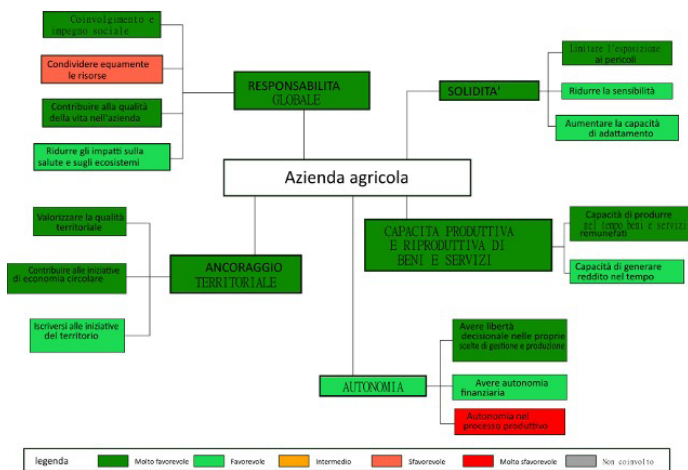 Coinvolgimento e
impegno sociale
Condividere equamente
le risorse
Contribuire alla qualità
della vita nell'azienda
Ridurre gli impatti sulla
salute e sugli ecosistemi
RESPONSABILITA
GLOBALE
SOLIDITA'
Limitare l'esposizione
ai pericoli
Ridurre la sensibilità
Aumentare la capacità
di adattamento
Azienda agricola
Valorizzare la qualità
territoriale
Contribuire alle iniziative
di economia circolare
Iscriversi alle iniziative
del territorio
ANCORAGGIO
TERRITORIALE
CAPACITA PRODUTTIVA
E RIPRODUTTIVA DI
BENI E SERVIZI
Capacità di produrre
nel tempo beni e servizi
remunerati
Capacità di generare
reddito nel tempo
AUTONOMIA
Avere libertà
decisionale nelle proprie
scelte di gestione e produzione
Avere autonomia
finanziaria
Autonomia nel
processo produttivo
legenda
Molto favorevole
Favorevole
Intermedio
Sfavorevole
Molto sfavorevole
Non coinvolto